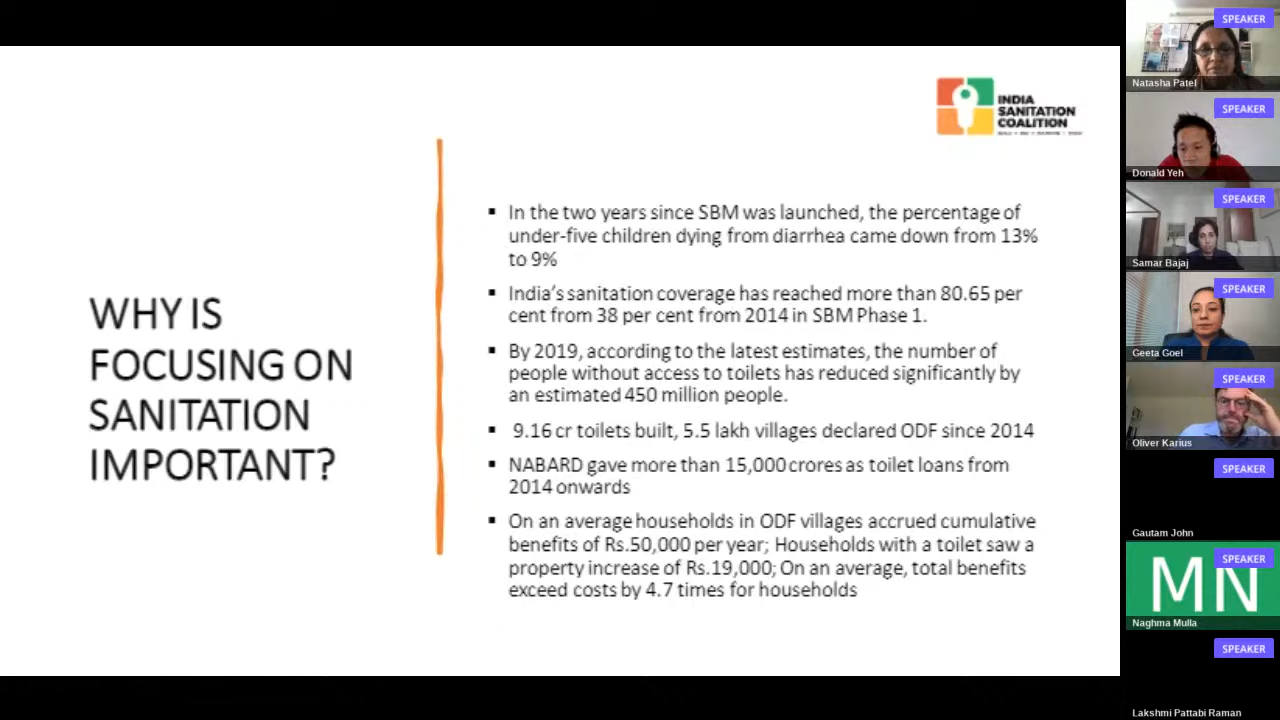 INDIA
SANITATION
COALITION
WHY IS
FOCUSING ON
SANITATION
IMPORTANT?
▪ In the two years since SBM was launched, the percentage of
under-five children dying from diarrhea came down from 13%
to 9%
▪ India's sanitation coverage has reached more than 80.65 per
cent from 38 per cent from 2014 in SBM Phase 1.
▪ By 2019, according to the latest estimates, the number of
people without access to toilets has reduced significantly by
an estimated 450 million people.
▪ 9.16 cr toilets built, 5.5 lakh villages declared ODF since 2014
▪ NABARD gave more than 15,000 crores as toilet loans from
2014 onwards
▪ On an average households in ODF villages accrued cumulative
benefits of Rs.50,000 per year; Households with a toilet saw a
property increase of Rs.19,000; On an average, total benefits
exceed costs by 4.7 times for households
SPEAKER
Natasha Patel
SPEAKER
Donald Yeh
SPEAKER
Samar Bajaj
SPEAKER
Geeta Goel
SPEAKER
Oliver Karius
SPEAKER
Gautam John
SPEAKER
MN
Naghma Mulla
SPEAKER
Lakshmi Pattabi Raman